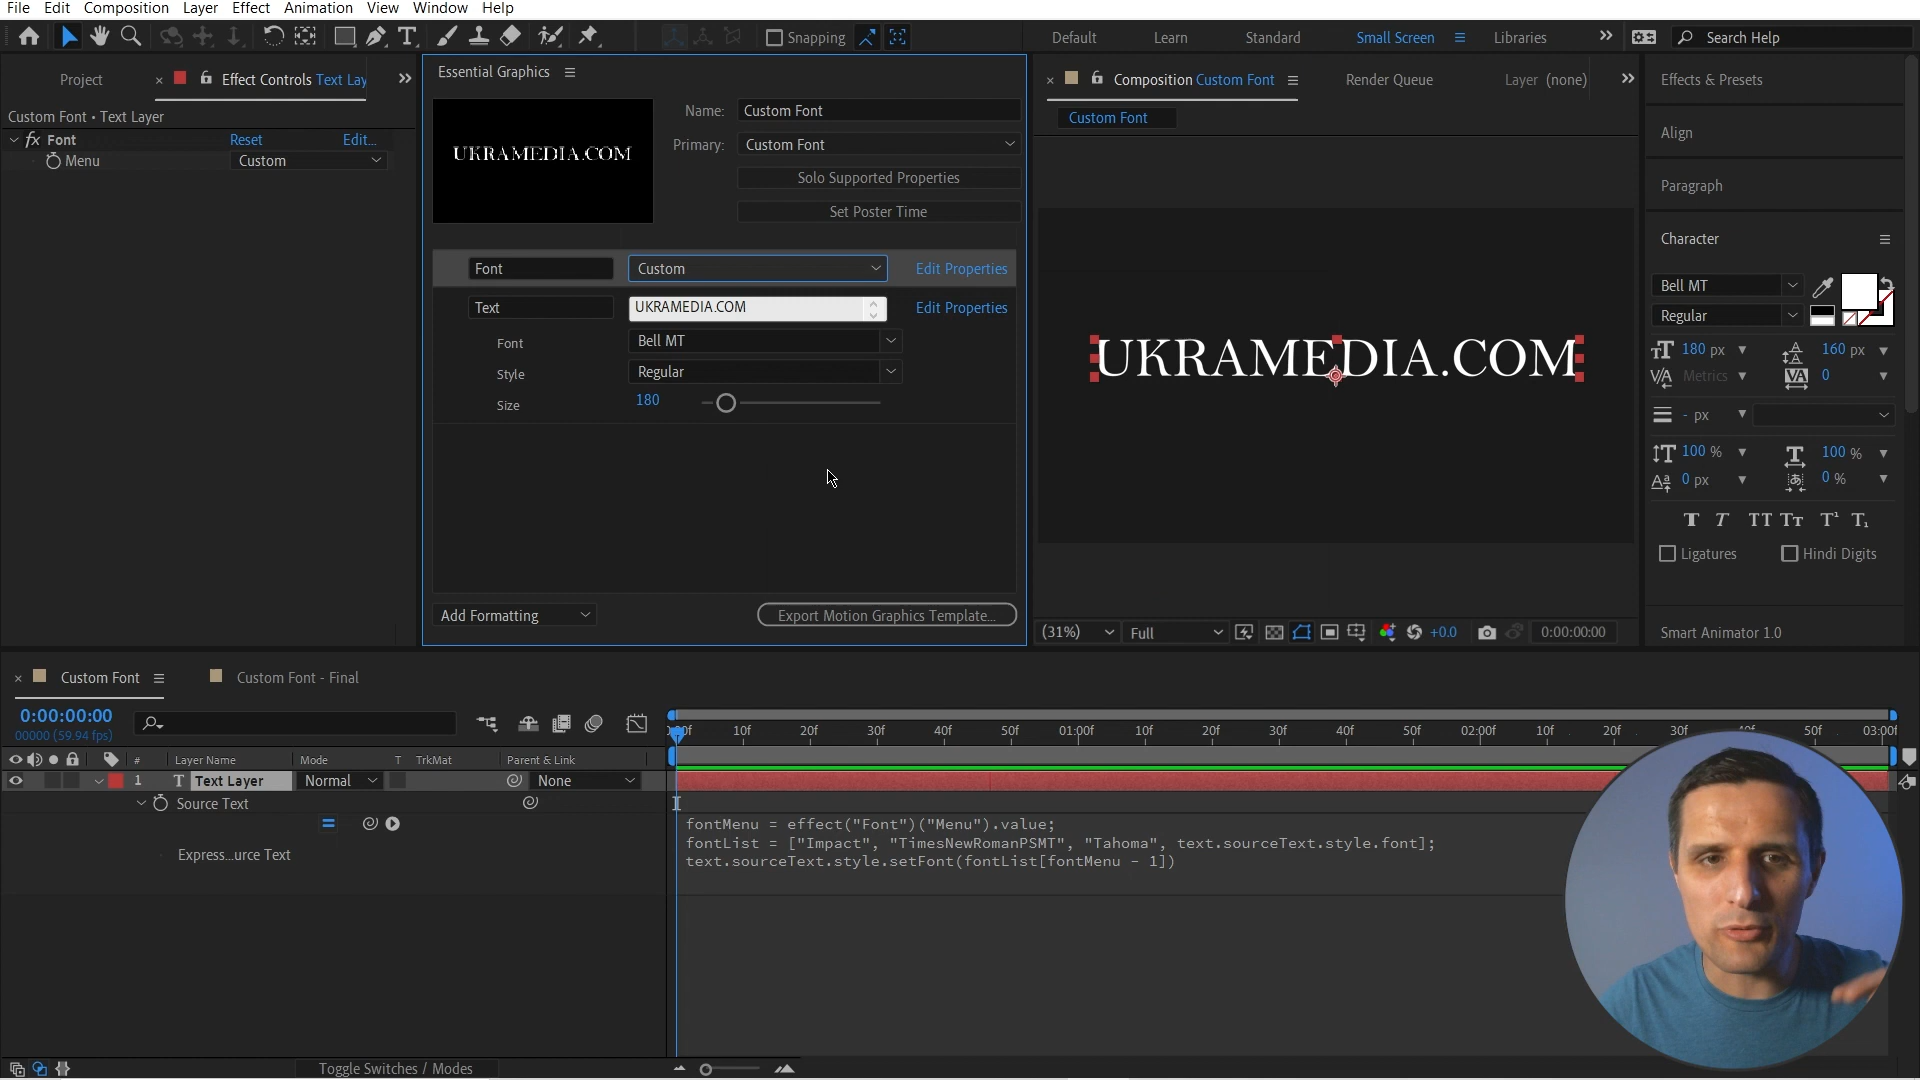 File Edit Composition Layer Effect Animation View Window Help
Snapping
Default Learn Standard Small Screen Libraries Search Help
Project
Effect Controls Text Lay
Custom Font • Text Layer
fx Font Reset Edit...
Menu Custom
Essential Graphics
UKRAMEDIA.COM
Name: Custom Font
Primary: Custom Font
Solo Supported Properties
Set Poster Time
Font Custom Edit Properties
Text UKRAMEDIA.COM Edit Properties
Font Bell MT
Style Regular
Size 180
Add Formatting
Export Motion Graphics Template...
Composition Custom Font
Render Queue
Layer (none)
Custom Font
UKRAMEDIA.COM
(31%) Full +0.0 0:00:00:00
Effects & Presets
Align
Paragraph
Character
Bell MT
Regular
180 px 160 px
Metrics 0
- px
100 % 100 %
0 px 0 %
Ligatures Hindi Digits
Smart Animator 1.0
Custom Font
Custom Font - Final
0:00:00:00
00000 (59.94 fps)
10f 20f 30f 40f 50f 01:00f 10f 20f 30f 40f 50f 02:00f 10f 20f 30f 40f 50f 03:00f
# Layer Name Mode T TrkMat Parent & Link
1 T Text Layer Normal None
Source Text
Express...urce Text
fontMenu = effect("Font")("Menu").value;
fontList = ["Impact", "TimesNewRomanPSMT", "Tahoma", text.sourceText.style.font];
text.sourceText.style.setFont(fontList[fontMenu - 1])
Toggle Switches / Modes